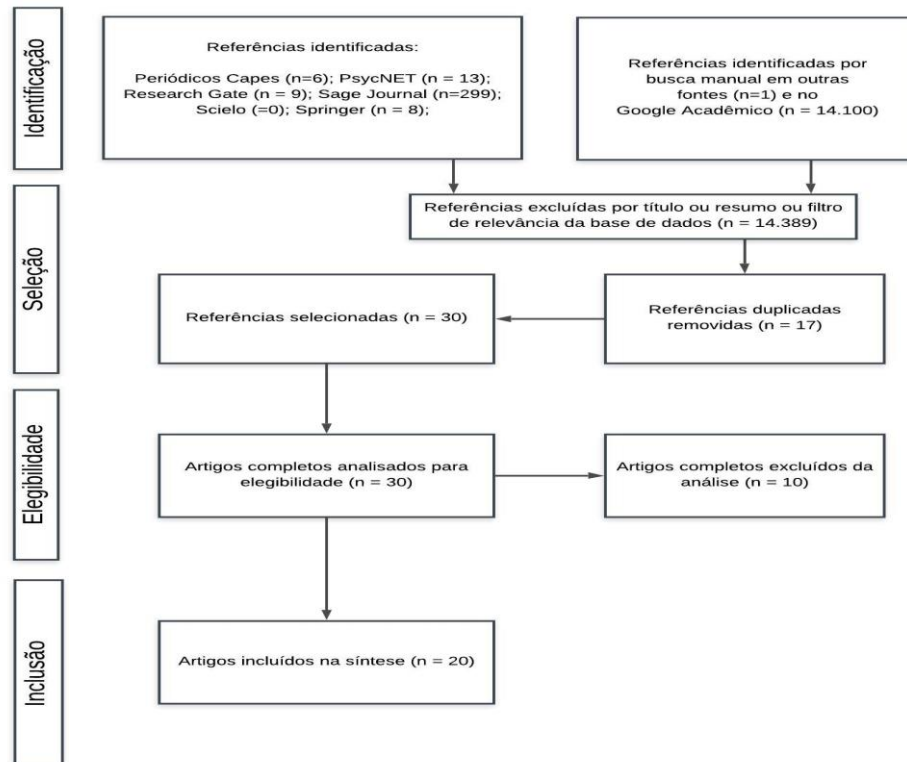 Identificação
Referências identificadas:
Periódicos Capes (n=6); PsycNET (n = 13);
Research Gate (n = 9); Sage Journal (n=299);
Scielo (=0); Springer (n = 8);
Referências identificadas por
busca manual em outras
fontes (n=1) e no
Google Acadêmico (n = 14.100)
Seleção
Referências excluídas por título ou resumo ou filtro
de relevância da base de dados (n = 14.389)
Referências selecionadas (n = 30)
Referências duplicadas
removidas (n = 17)
Elegibilidade
Artigos completos analisados para
elegibilidade (n = 30)
Artigos completos excluídos da
análise (n = 10)
Inclusão
Artigos incluídos na síntese (n = 20)